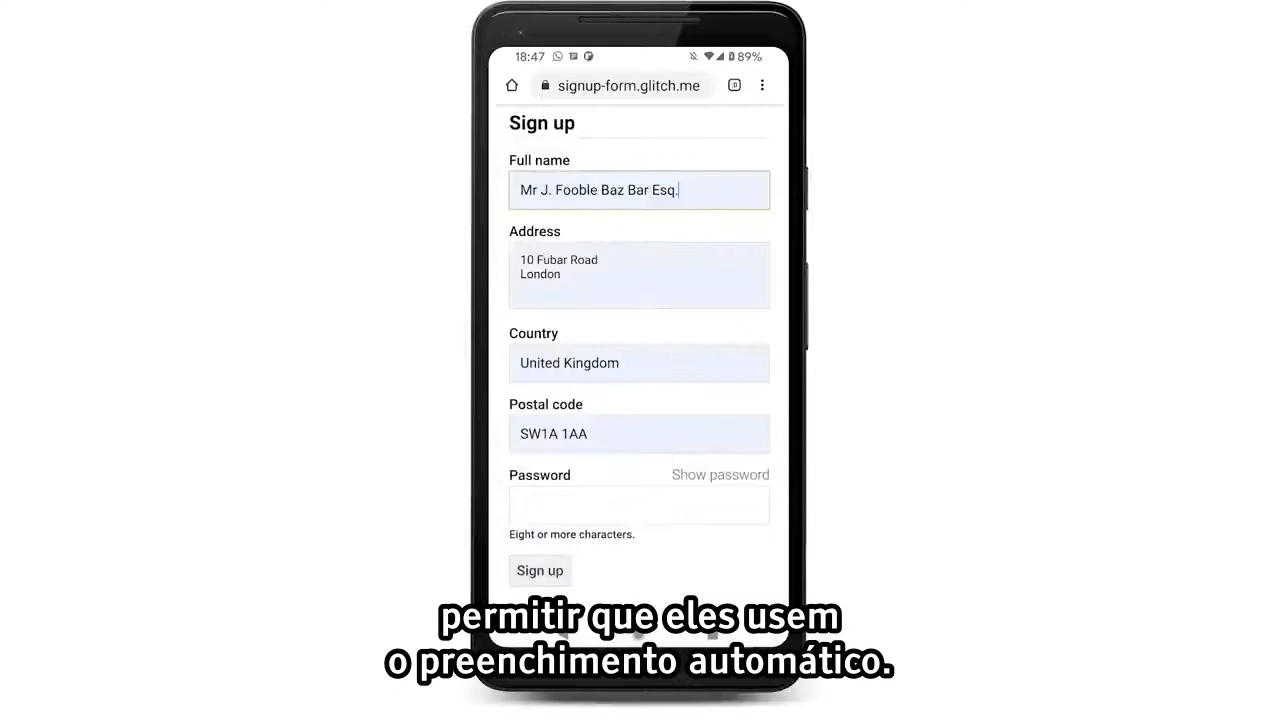 18:47
89%
signup-form.glitch.me
Sign up
Full name
Mr J. Fooble Baz Bar Esq.
Address
10 Fubar Road
London
Country
United Kingdom
Postal code
SW1A 1AA
Password Show password
Eight or more characters.
Sign up
permitir que eles usem
o preenchimento automático.